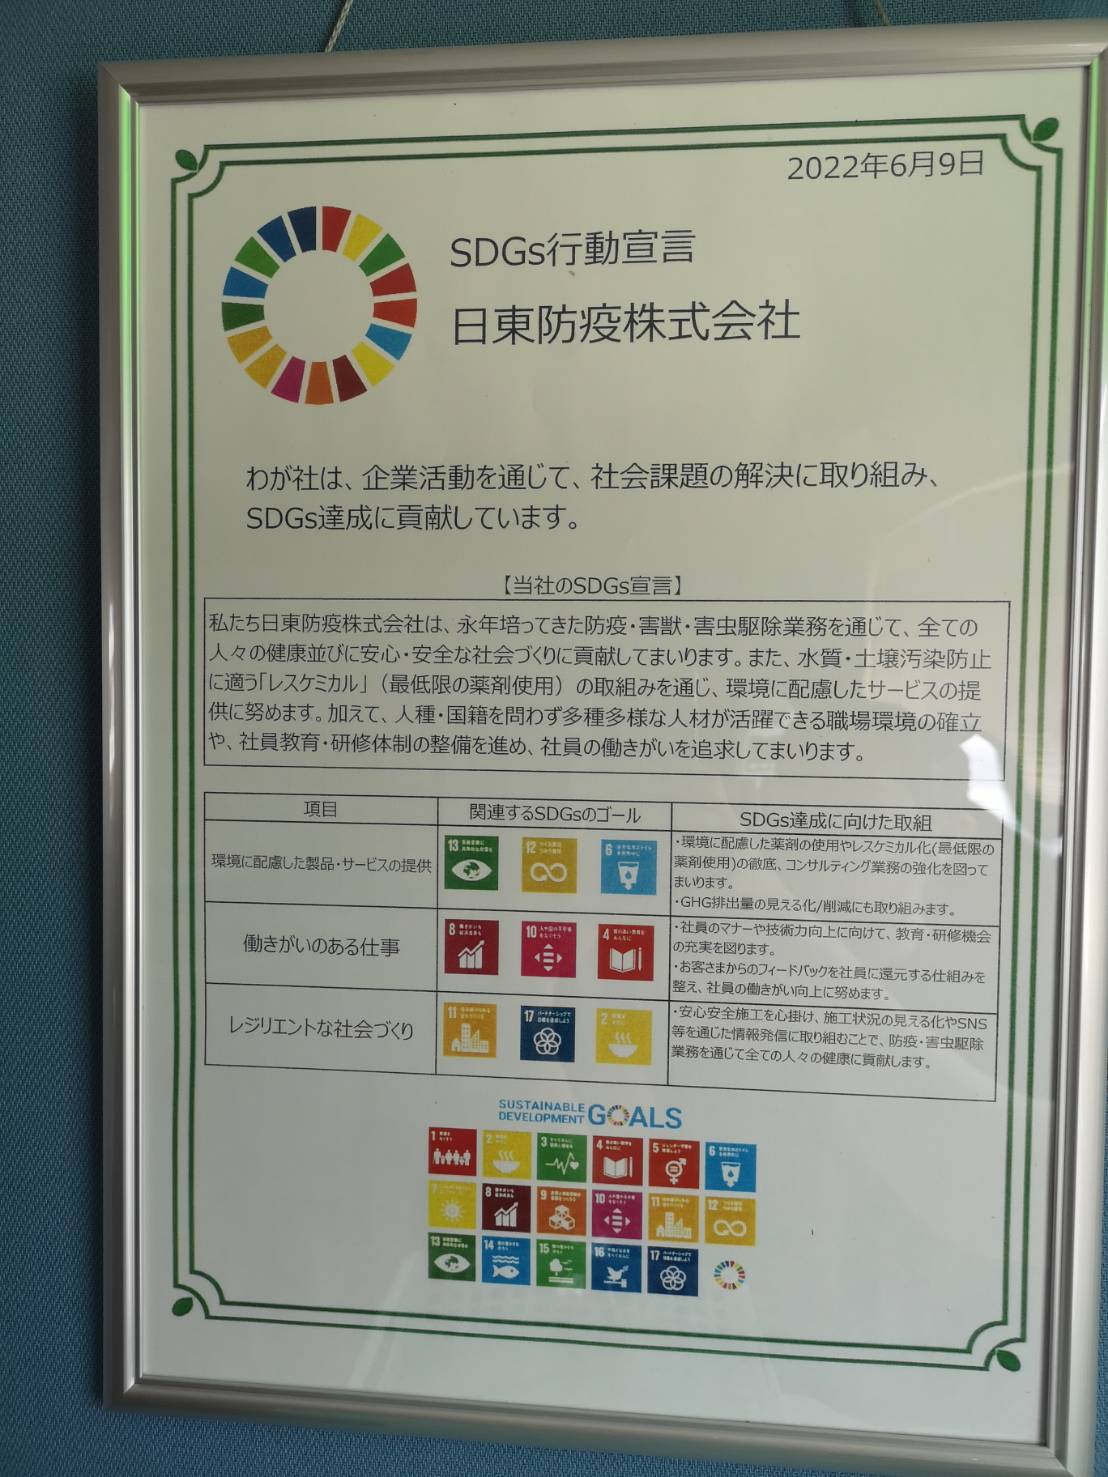 2022年6月9日
SDGs行動宣言
日東防疫株式会社
わが社は、企業活動を通じて、社会課題の解決に取り組み、
SDGs達成に貢献しています。
【当社のSDGs宣言】
私たち日東防疫株式会社は、永年培ってきた防疫・害獣・害虫駆除業務を通じて、全ての
人々の健康並びに安心・安全な社会づくりに貢献してまいります。また、水質・土壌汚染防止
に適う「レスケミカル」（最低限の薬剤使用）の取組みを通じ、環境に配慮したサービスの提
供に努めます。加えて、人種・国籍を問わず多種多様な人材が活躍できる職場環境の確立
や、社員教育・研修体制の整備を進め、社員の働きがいを追求してまいります。
項目
関連するSDGsのゴール
SDGs達成に向けた取組
環境に配慮した製品・サービスの提供
13
12
6
・環境に配慮した薬剤の使用やレスケミカル化(最低限の
薬剤使用)の徹底、コンサルティング業務の強化を図って
まいります。
・GHG排出量の見える化/削減にも取り組みます。
働きがいのある仕事
8
10
4
・社員のマナーや技術力向上に向けて、教育・研修機会
の充実を図ります。
・お客さまからのフィードバックを社員に還元する仕組みを
整え、社員の働きがい向上に努めます。
レジリエントな社会づくり
11
17
2
・安心安全施工を心掛け、施工状況の見える化やSNS
等を通じた情報発信に取り組むことで、防疫・害虫駆除
業務を通じて全ての人々の健康に貢献します。
SUSTAINABLE
DEVELOPMENT
GOALS
1
2
3
4
5
6
7
8
9
10
11
12
13
14
15
16
17